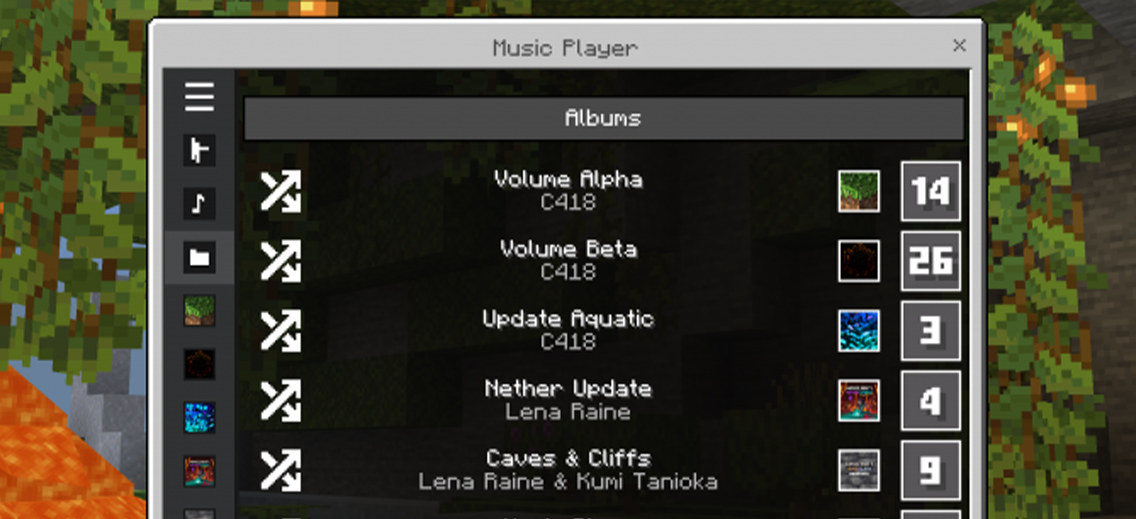 Music Player
Albums
Volume Alpha
C418
14
Volume Beta
C418
26
Update Aquatic
C418
3
Nether Update
Lena Raine
4
Caves & Cliffs
Lena Raine & Kumi Tanioka
9